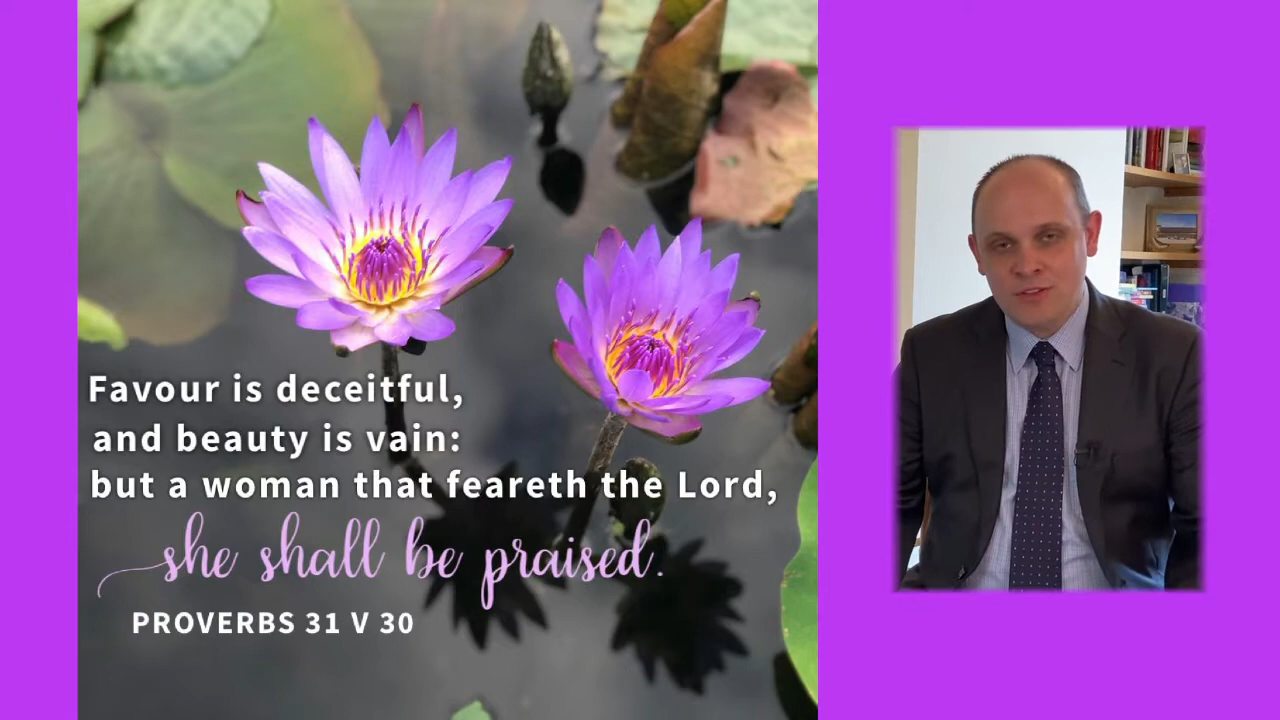 Favour is deceitful,
and beauty is vain:
but a woman that feareth the Lord,
she shall be praised.
PROVERBS 31 V 30